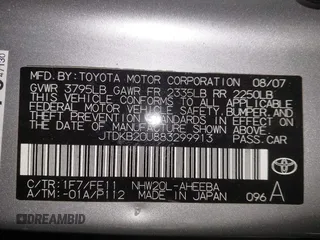 MFD.BY:TOYOTA MOTOR CORPORATION 08/07
GVWR 3795LB GAWR FR 2335LB RR 2250LB
THIS VEHICLE CONFORMS TO ALL APPLICABLE
FEDERAL MOTOR VEHICLE SAFETY, BUMPER, AND
THEFT PREVENTION STANDARDS IN EFFECT ON
THE DATE OF MANUFACTURE SHOWN ABOVE.
JTDKB20U883299913 PASS.CAR
C/TR:1F7/FE11 NHW20L-AHEEBA
A/TM:-01A/P112 MADE IN JAPAN 096 A
TOYOTA
DREAMBID